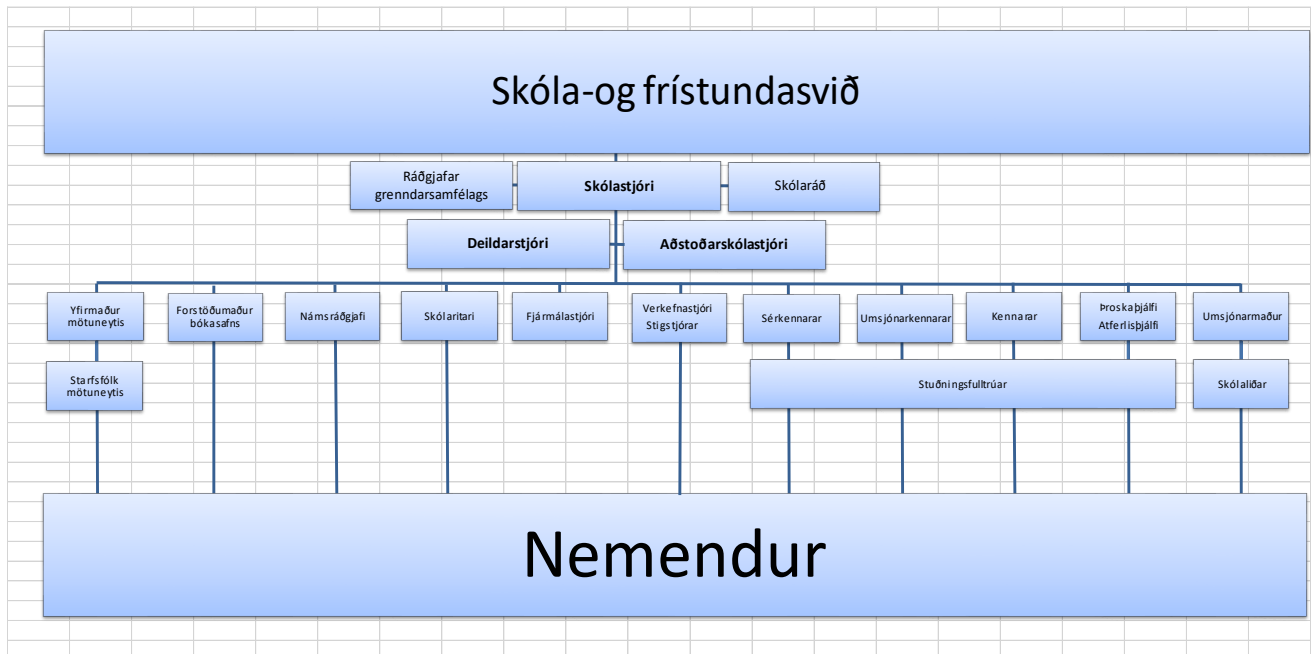 Skóla-og frístundasvið
Ráðgjafar
grenndarsamfélags
Skólastjóri
Skólaráð
Deildarstjóri
Aðstoðarskólastjóri
Yfirmaður
mötuneytis
Forstöðumaður
bókasafns
Námsráðgjafi
Skólaritari
Fjármálastjóri
Verkefnastjóri
Stigstjórar
Sérkennarar
Umsjónarkennarar
Kennarar
Þroskaþjálfi
Atferlisþjálfi
Umsjónarmaður
Starfsfólk
mötuneytis
Stuðningsfulltrúar
Skólaliðar
Nemendur